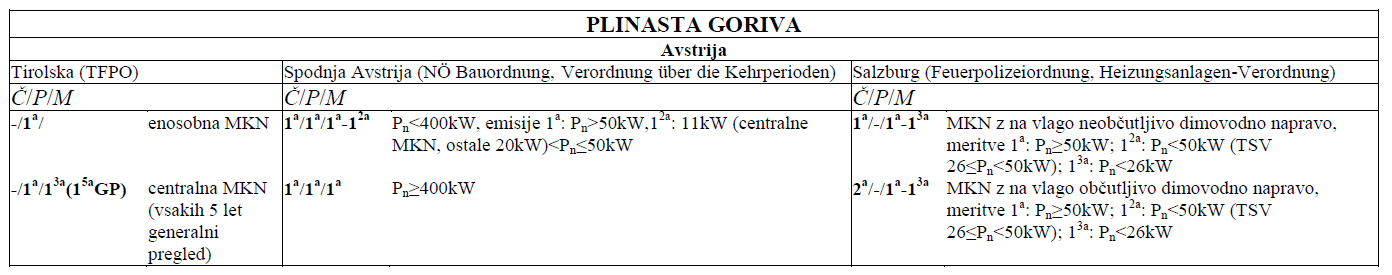 PLINASTA GORIVA
Avstrija
Tirolska (TFPO)
Spodnja Avstrija (NÖ Bauordnung, Verordnung über die Kehrperioden)
Salzburg (Feuerpolizeiordnung, Heizungsanlagen-Verordnung)
Č/P/M
Č/P/M
Č/P/M
-/1ᵃ/
enosobna MKN
1ᵃ/1ᵃ/1ᵃ-1²ᵃ
Pₙ<400kW, emisije 1ᵃ: Pₙ>50kW,1²ᵃ: 11kW (centralne
MKN, ostale 20kW)<Pₙ≤50kW
1ᵃ/-/1ᵃ-1³ᵃ
MKN z na vlago neobčutljivo dimovodno napravo,
meritve 1ᵃ: Pₙ≥50kW; 1²ᵃ: Pₙ<50kW (TSV
26≤Pₙ<50kW); 1³ᵃ: Pₙ<26kW
-/1ᵃ/1³ᵃ(1⁵ᵃGP)
centralna MKN
(vsakih 5 let
generalni
pregled)
1ᵃ/1ᵃ/1ᵃ
Pₙ≥400kW
2ᵃ/-/1ᵃ-1³ᵃ
MKN z na vlago občutljivo dimovodno napravo,
meritve 1ᵃ: Pₙ≥50kW; 1²ᵃ: Pₙ<50kW (TSV
26≤Pₙ<50kW); 1³ᵃ: Pₙ<26kW